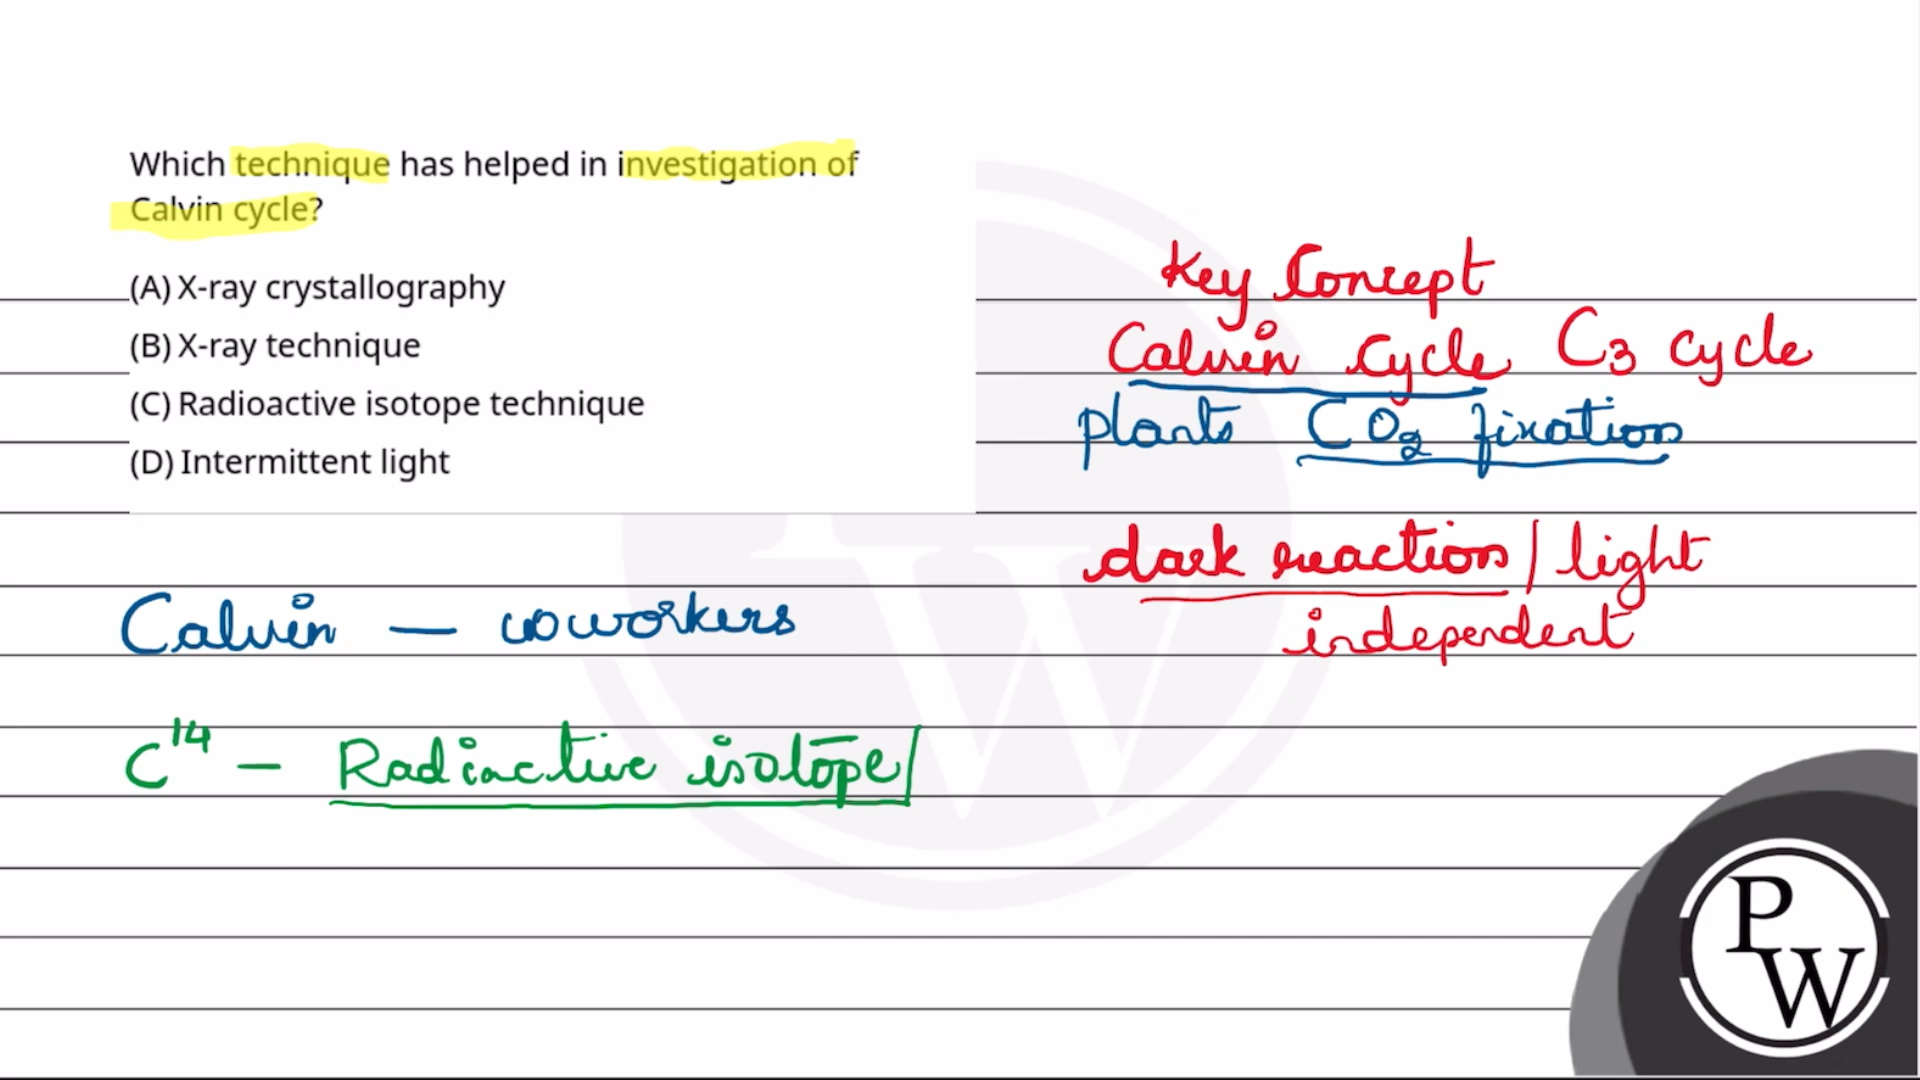 Which technique has helped in investigation of
Calvin cycle?
(A) X-ray crystallography
(B) X-ray technique
(C) Radioactive isotope technique
(D) Intermittent light
Key Concept
Calvin cycle C3 cycle
plants CO2 fixation
dark reaction / light
independent
Calvin — coworkers
C14 — Radioactive isotope/
PW